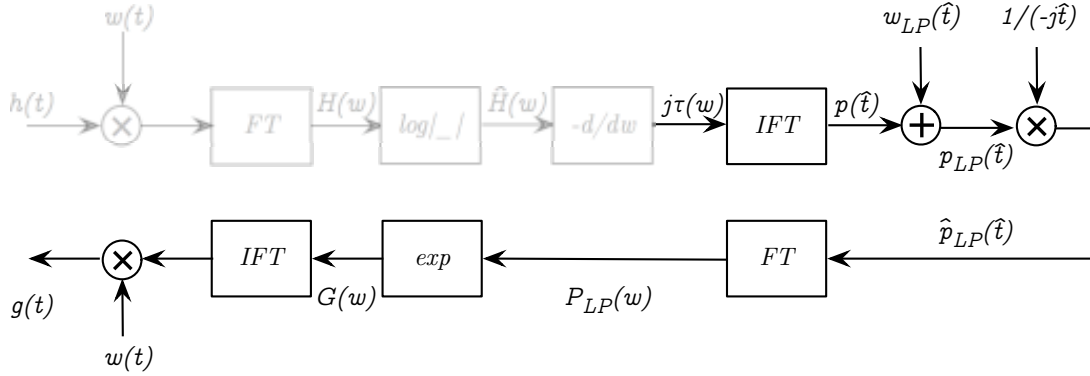 w(t)
w_LP(t̂)
1/(-jt̂)
h(t)
H(w)
Ĥ(w)
jτ(w)
p(t̂)
FT
log|_|
-d/dw
IFT
p_LP(t̂)
p̂_LP(t̂)
IFT
exp
FT
g(t)
G(w)
P_LP(w)
w(t)